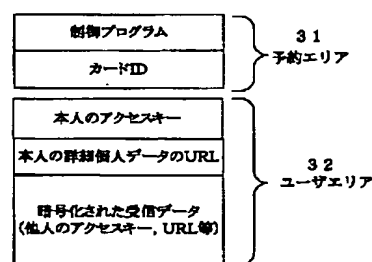 制御プログラム
カードID
31
予約エリア
本人のアクセスキー
本人の詳細個人データのURL
暗号化された受信データ
(他人のアクセスキー, URL等)
32
ユーザエリア